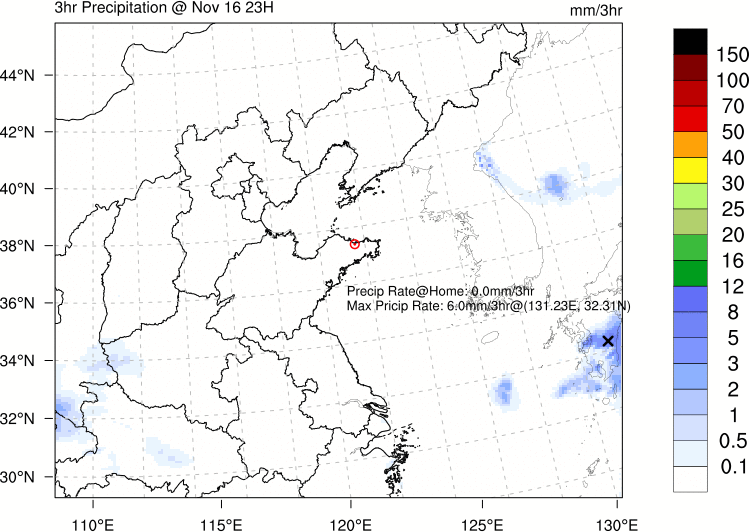 3hr Precipitation @ Nov 16 23H
mm/3hr
44°N
42°N
40°N
38°N
36°N
34°N
32°N
30°N
Precip Rate@Home: 0.0mm/3hr
Max Pricip Rate: 6.0mm/3hr@(131.23E, 32.31N)
110°E 115°E 120°E 125°E 130°E
150
100
70
50
40
30
25
20
16
12
8
5
3
2
1
0.5
0.1